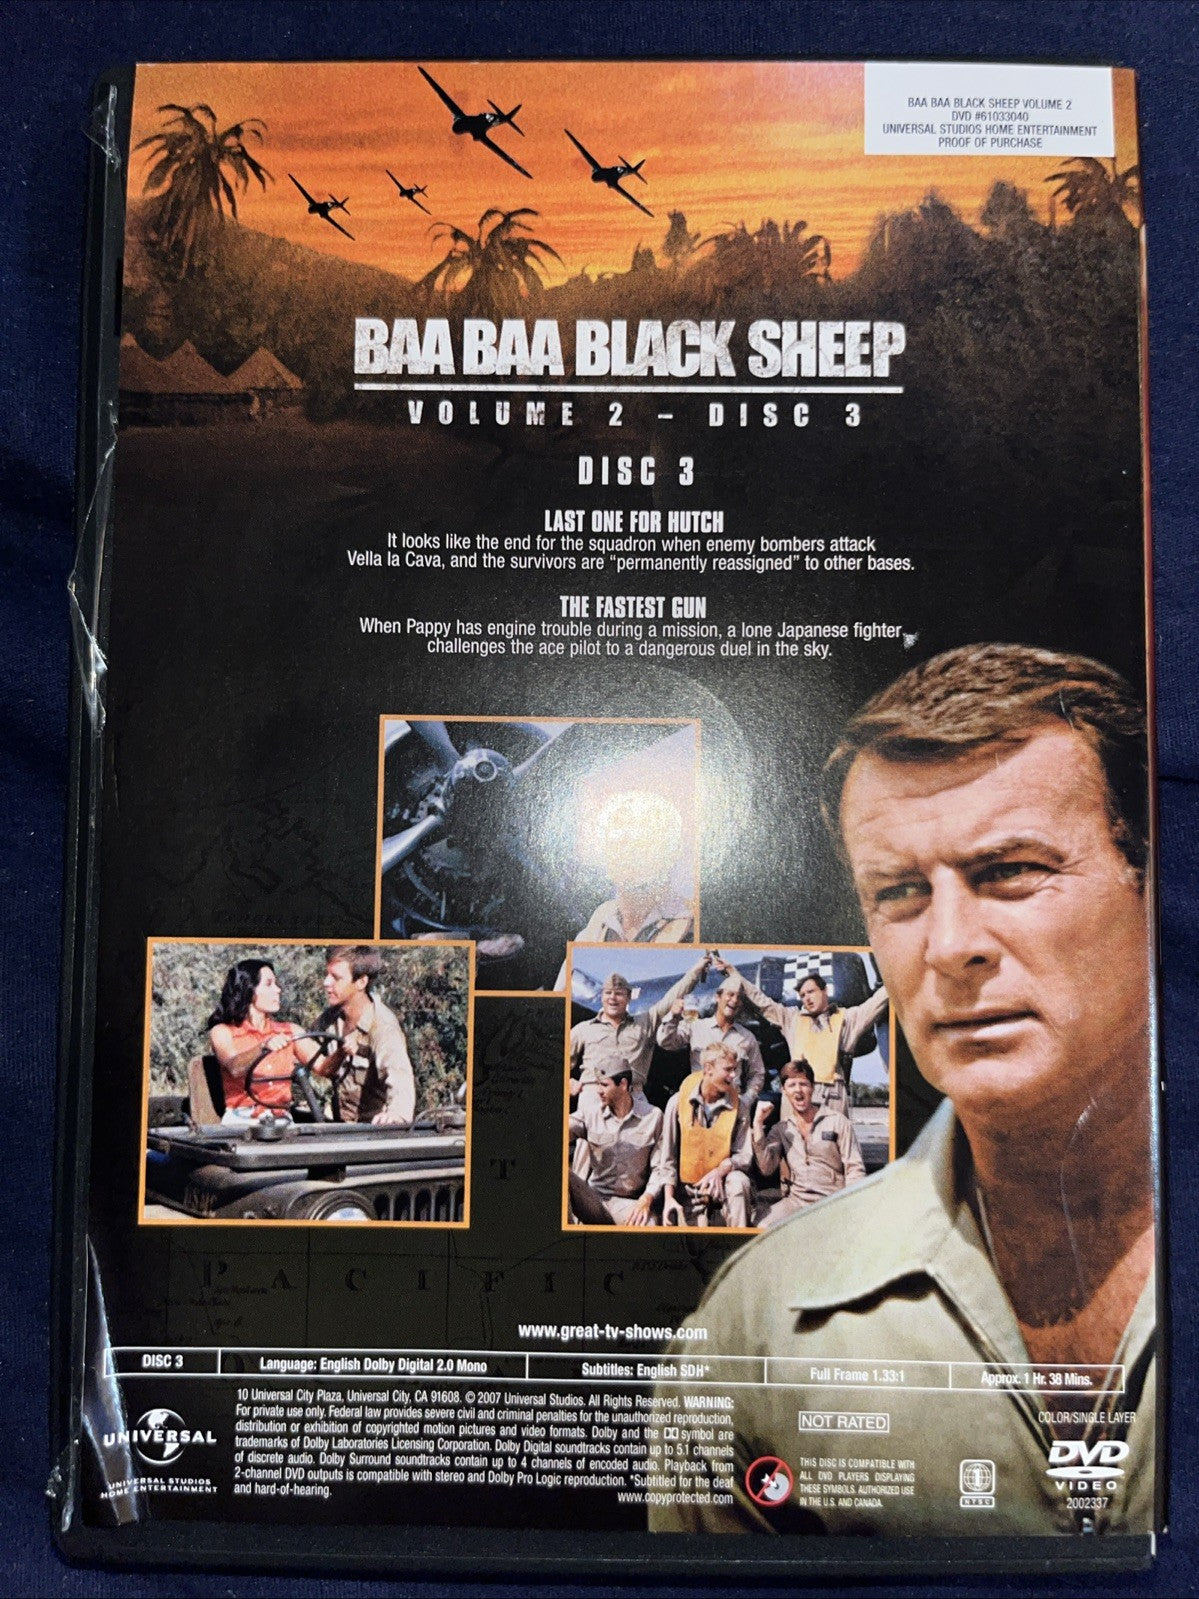 BAA BAA BLACK SHEEP VOLUME 2
DVD #61033040
UNIVERSAL STUDIOS HOME ENTERTAINMENT
PROOF OF PURCHASE
BAA BAA BLACK SHEEP
VOLUME 2 – DISC 3
DISC 3
LAST ONE FOR HUTCH
It looks like the end for the squadron when enemy bombers attack
Vella la Cava, and the survivors are “permanently reassigned” to other bases.
THE FASTEST GUN
When Pappy has engine trouble during a mission, a lone Japanese fighter
challenges the ace pilot to a dangerous duel in the sky.
PACIFIC
www.great-tv-shows.com
DISC 3
Language: English Dolby Digital 2.0 Mono
Subtitles: English SDH*
Full Frame 1.33:1
Approx. 1 Hr. 38 Mins.
UNIVERSAL
UNIVERSAL STUDIOS
HOME ENTERTAINMENT
10 Universal City Plaza, Universal City, CA 91608. © 2007 Universal Studios. All Rights Reserved. WARNING:
For private use only. Federal law provides severe civil and criminal penalties for the unauthorized reproduction,
distribution or exhibition of copyrighted motion pictures and video formats. Dolby and the DD symbol are
trademarks of Dolby Laboratories Licensing Corporation. Dolby Digital soundtracks contain up to 5.1 channels
of discrete audio. Dolby Surround soundtracks contain up to 4 channels of encoded audio. Playback from
2-channel DVD outputs is compatible with stereo and Dolby Pro Logic reproduction. *Subtitled for the deaf
and hard-of-hearing.
www.copyprotected.com
NOT RATED
THIS DISC IS COMPATIBLE WITH
ALL DVD PLAYERS DISPLAYING
THESE SYMBOLS. AUTHORIZED USE
IN THE U.S. AND CANADA.
1
NTSC
COLOR/SINGLE LAYER
DVD
VIDEO
2002337